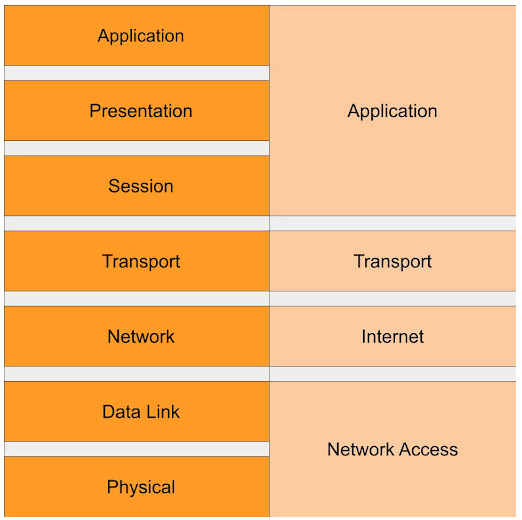 Application
Presentation
Application
Session
Transport
Transport
Network
Internet
Data Link
Network Access
Physical